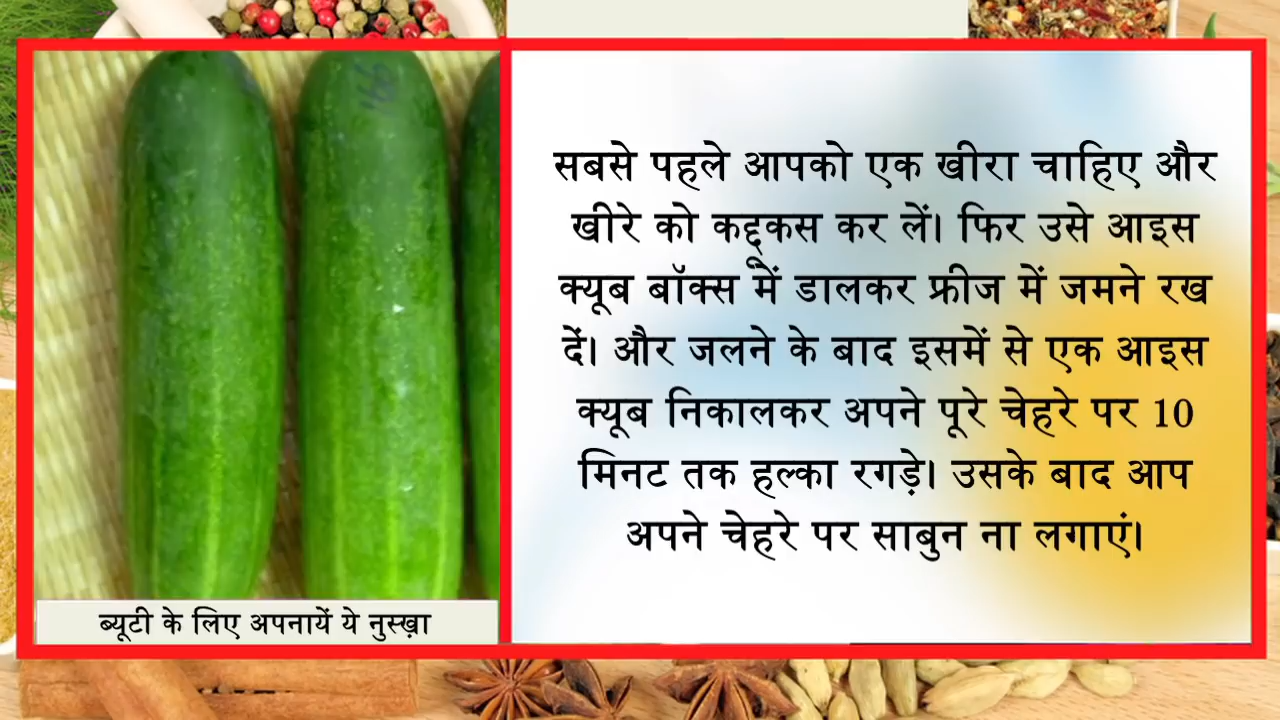 सबसे पहले आपको एक खीरा चाहिए और
खीरे को कद्दूकस कर लें। फिर उसे आइस
क्यूब बॉक्स में डालकर फ्रीज में जमने रख
दें। और जलने के बाद इसमें से एक आइस
क्यूब निकालकर अपने पूरे चेहरे पर 10
मिनट तक हल्का रगड़े। उसके बाद आप
अपने चेहरे पर साबुन ना लगाएं।
ब्यूटी के लिए अपनायें ये नुस्ख़ा